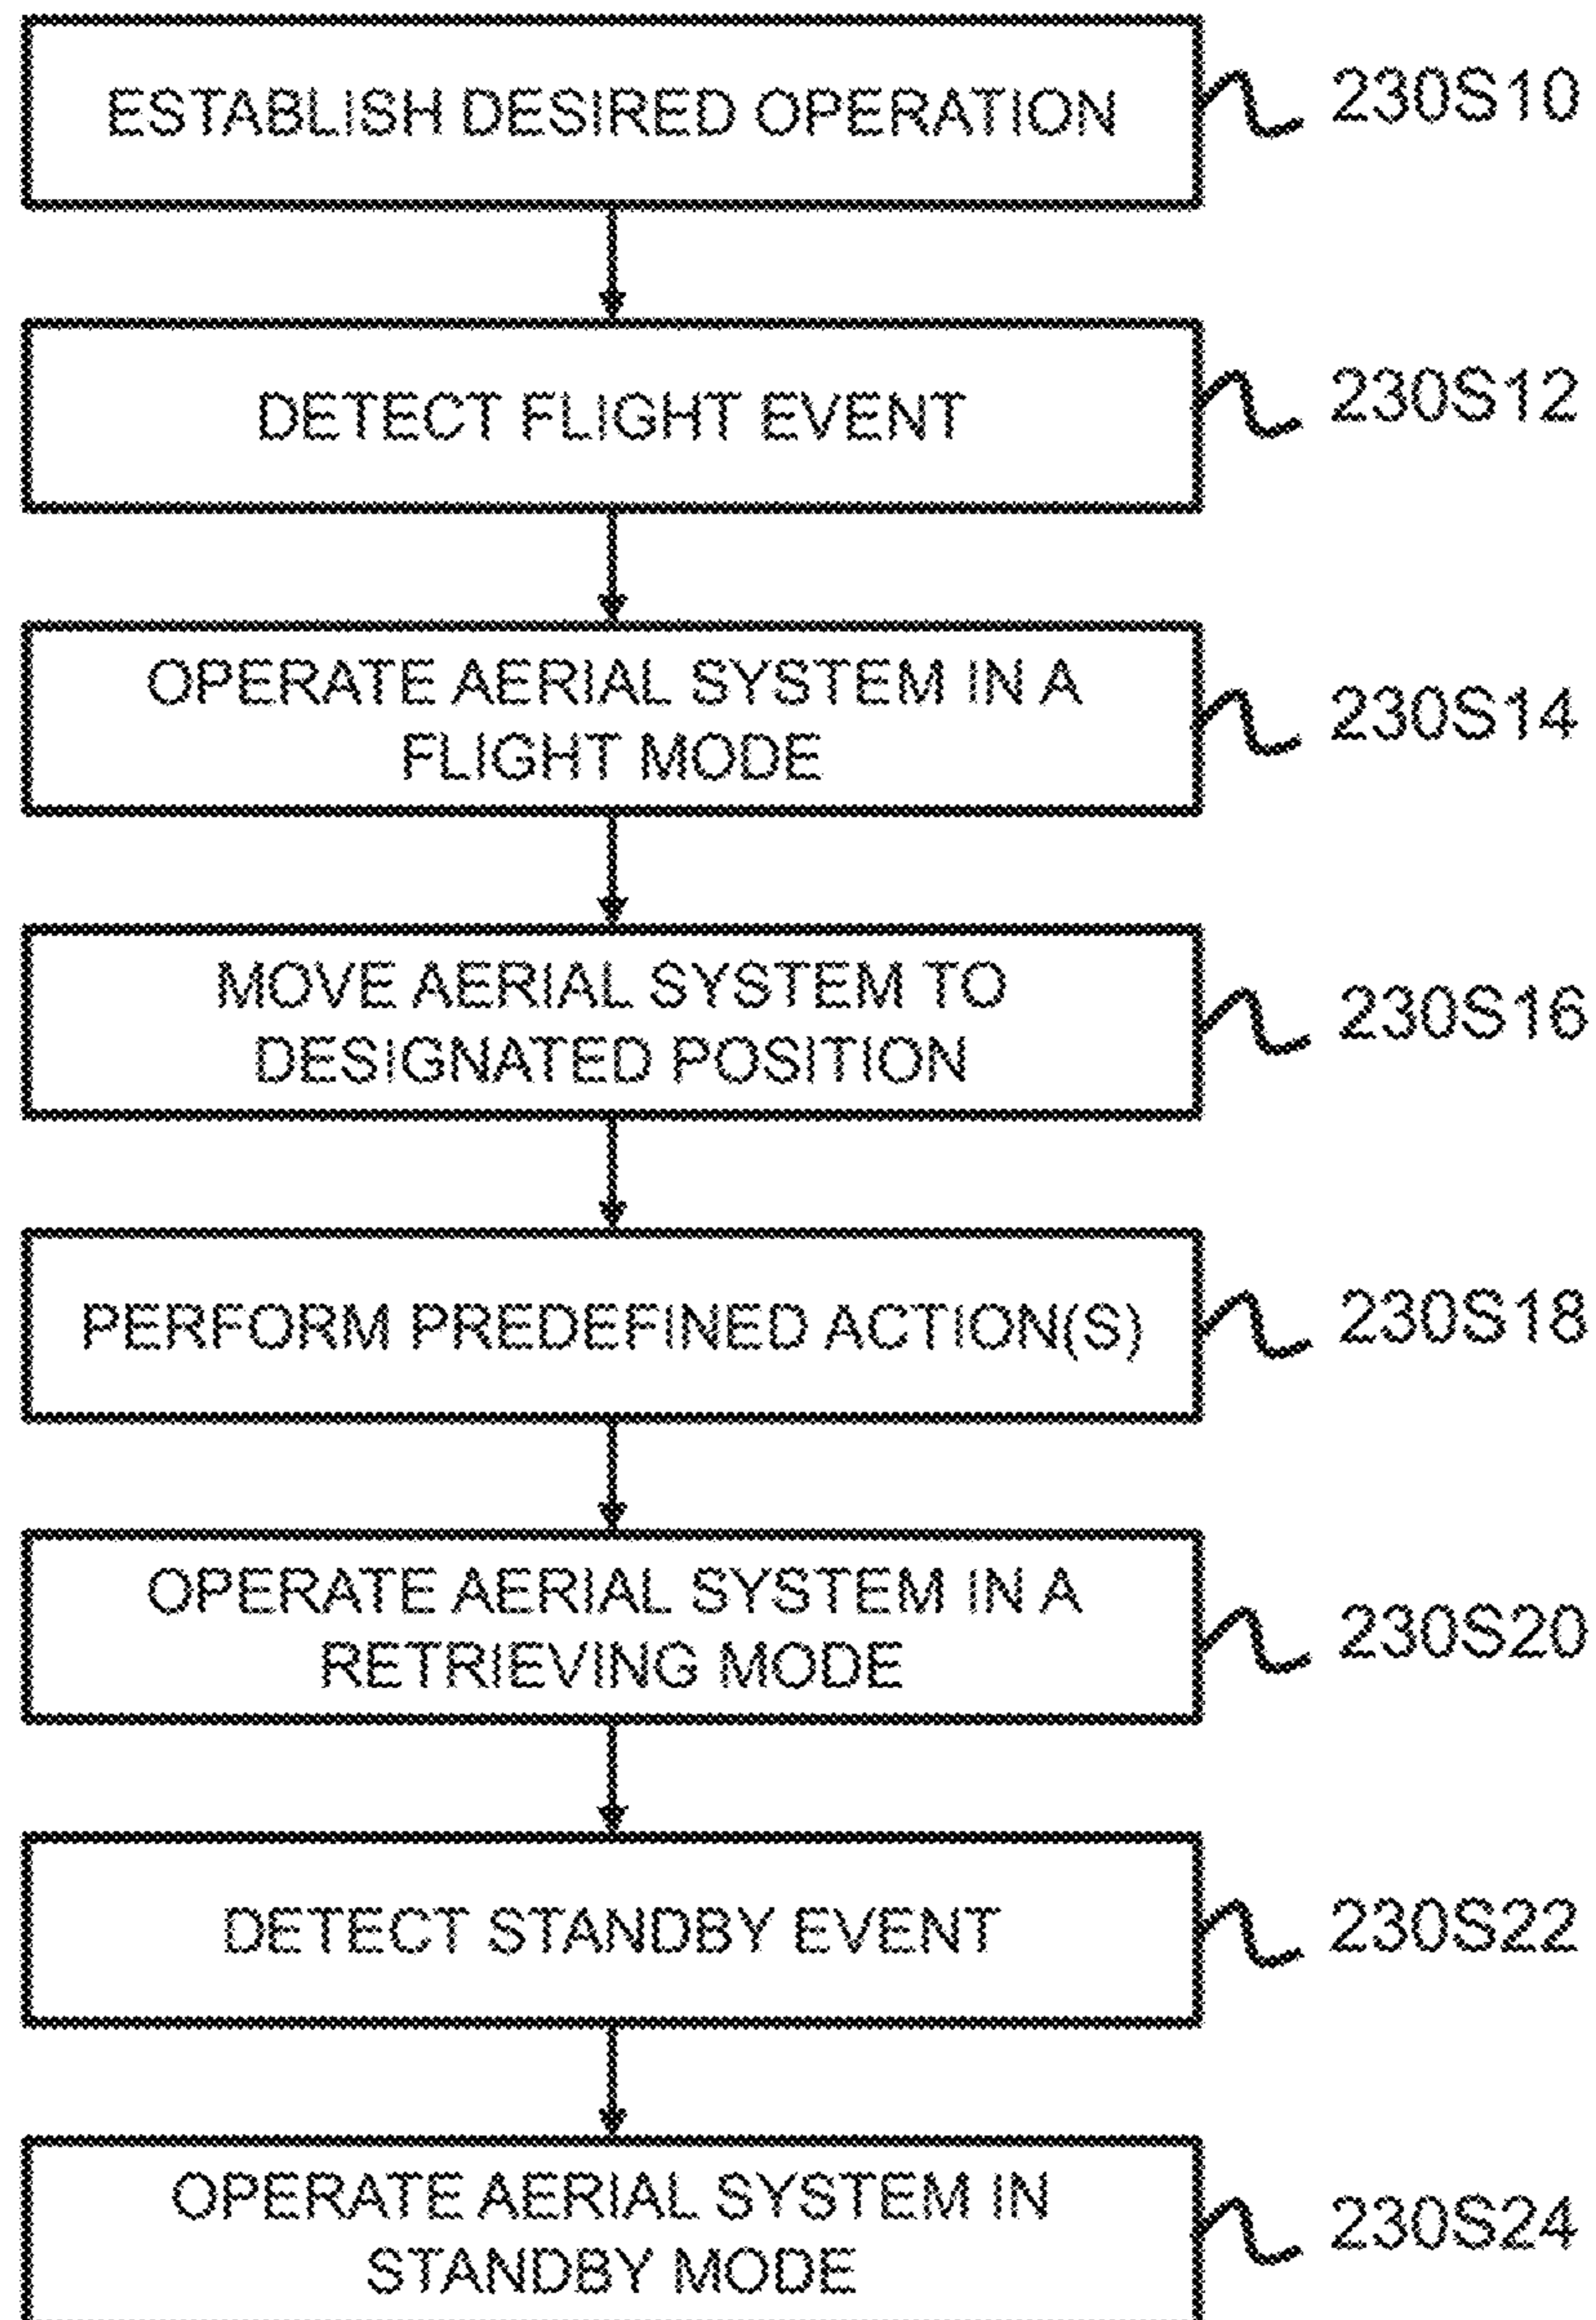 ESTABLISH DESIRED OPERATION
230S10
DETECT FLIGHT EVENT
230S12
OPERATE AERIAL SYSTEM IN A
FLIGHT MODE
230S14
MOVE AERIAL SYSTEM TO
DESIGNATED POSITION
230S16
PERFORM PREDEFINED ACTION(S)
230S18
OPERATE AERIAL SYSTEM IN A
RETRIEVING MODE
230S20
DETECT STANDBY EVENT
230S22
OPERATE AERIAL SYSTEM IN
STANDBY MODE
230S24